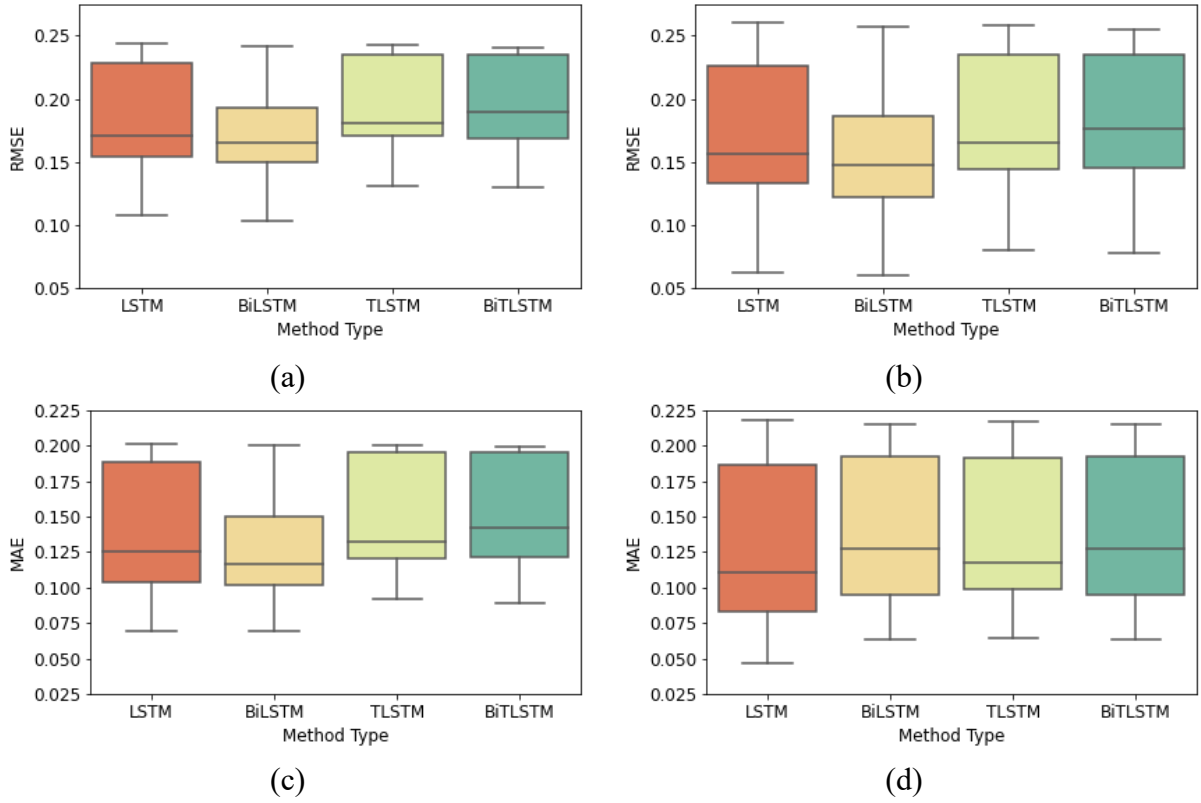 0.25
0.20
0.15
0.10
0.05
RMSE
LSTM BiLSTM TLSTM BiTLSTM
Method Type
(a)
0.25
0.20
0.15
0.10
0.05
RMSE
LSTM BiLSTM TLSTM BiTLSTM
Method Type
(b)
0.225
0.200
0.175
0.150
0.125
0.100
0.075
0.050
0.025
MAE
LSTM BiLSTM TLSTM BiTLSTM
Method Type
(c)
0.225
0.200
0.175
0.150
0.125
0.100
0.075
0.050
0.025
MAE
LSTM BiLSTM TLSTM BiTLSTM
Method Type
(d)